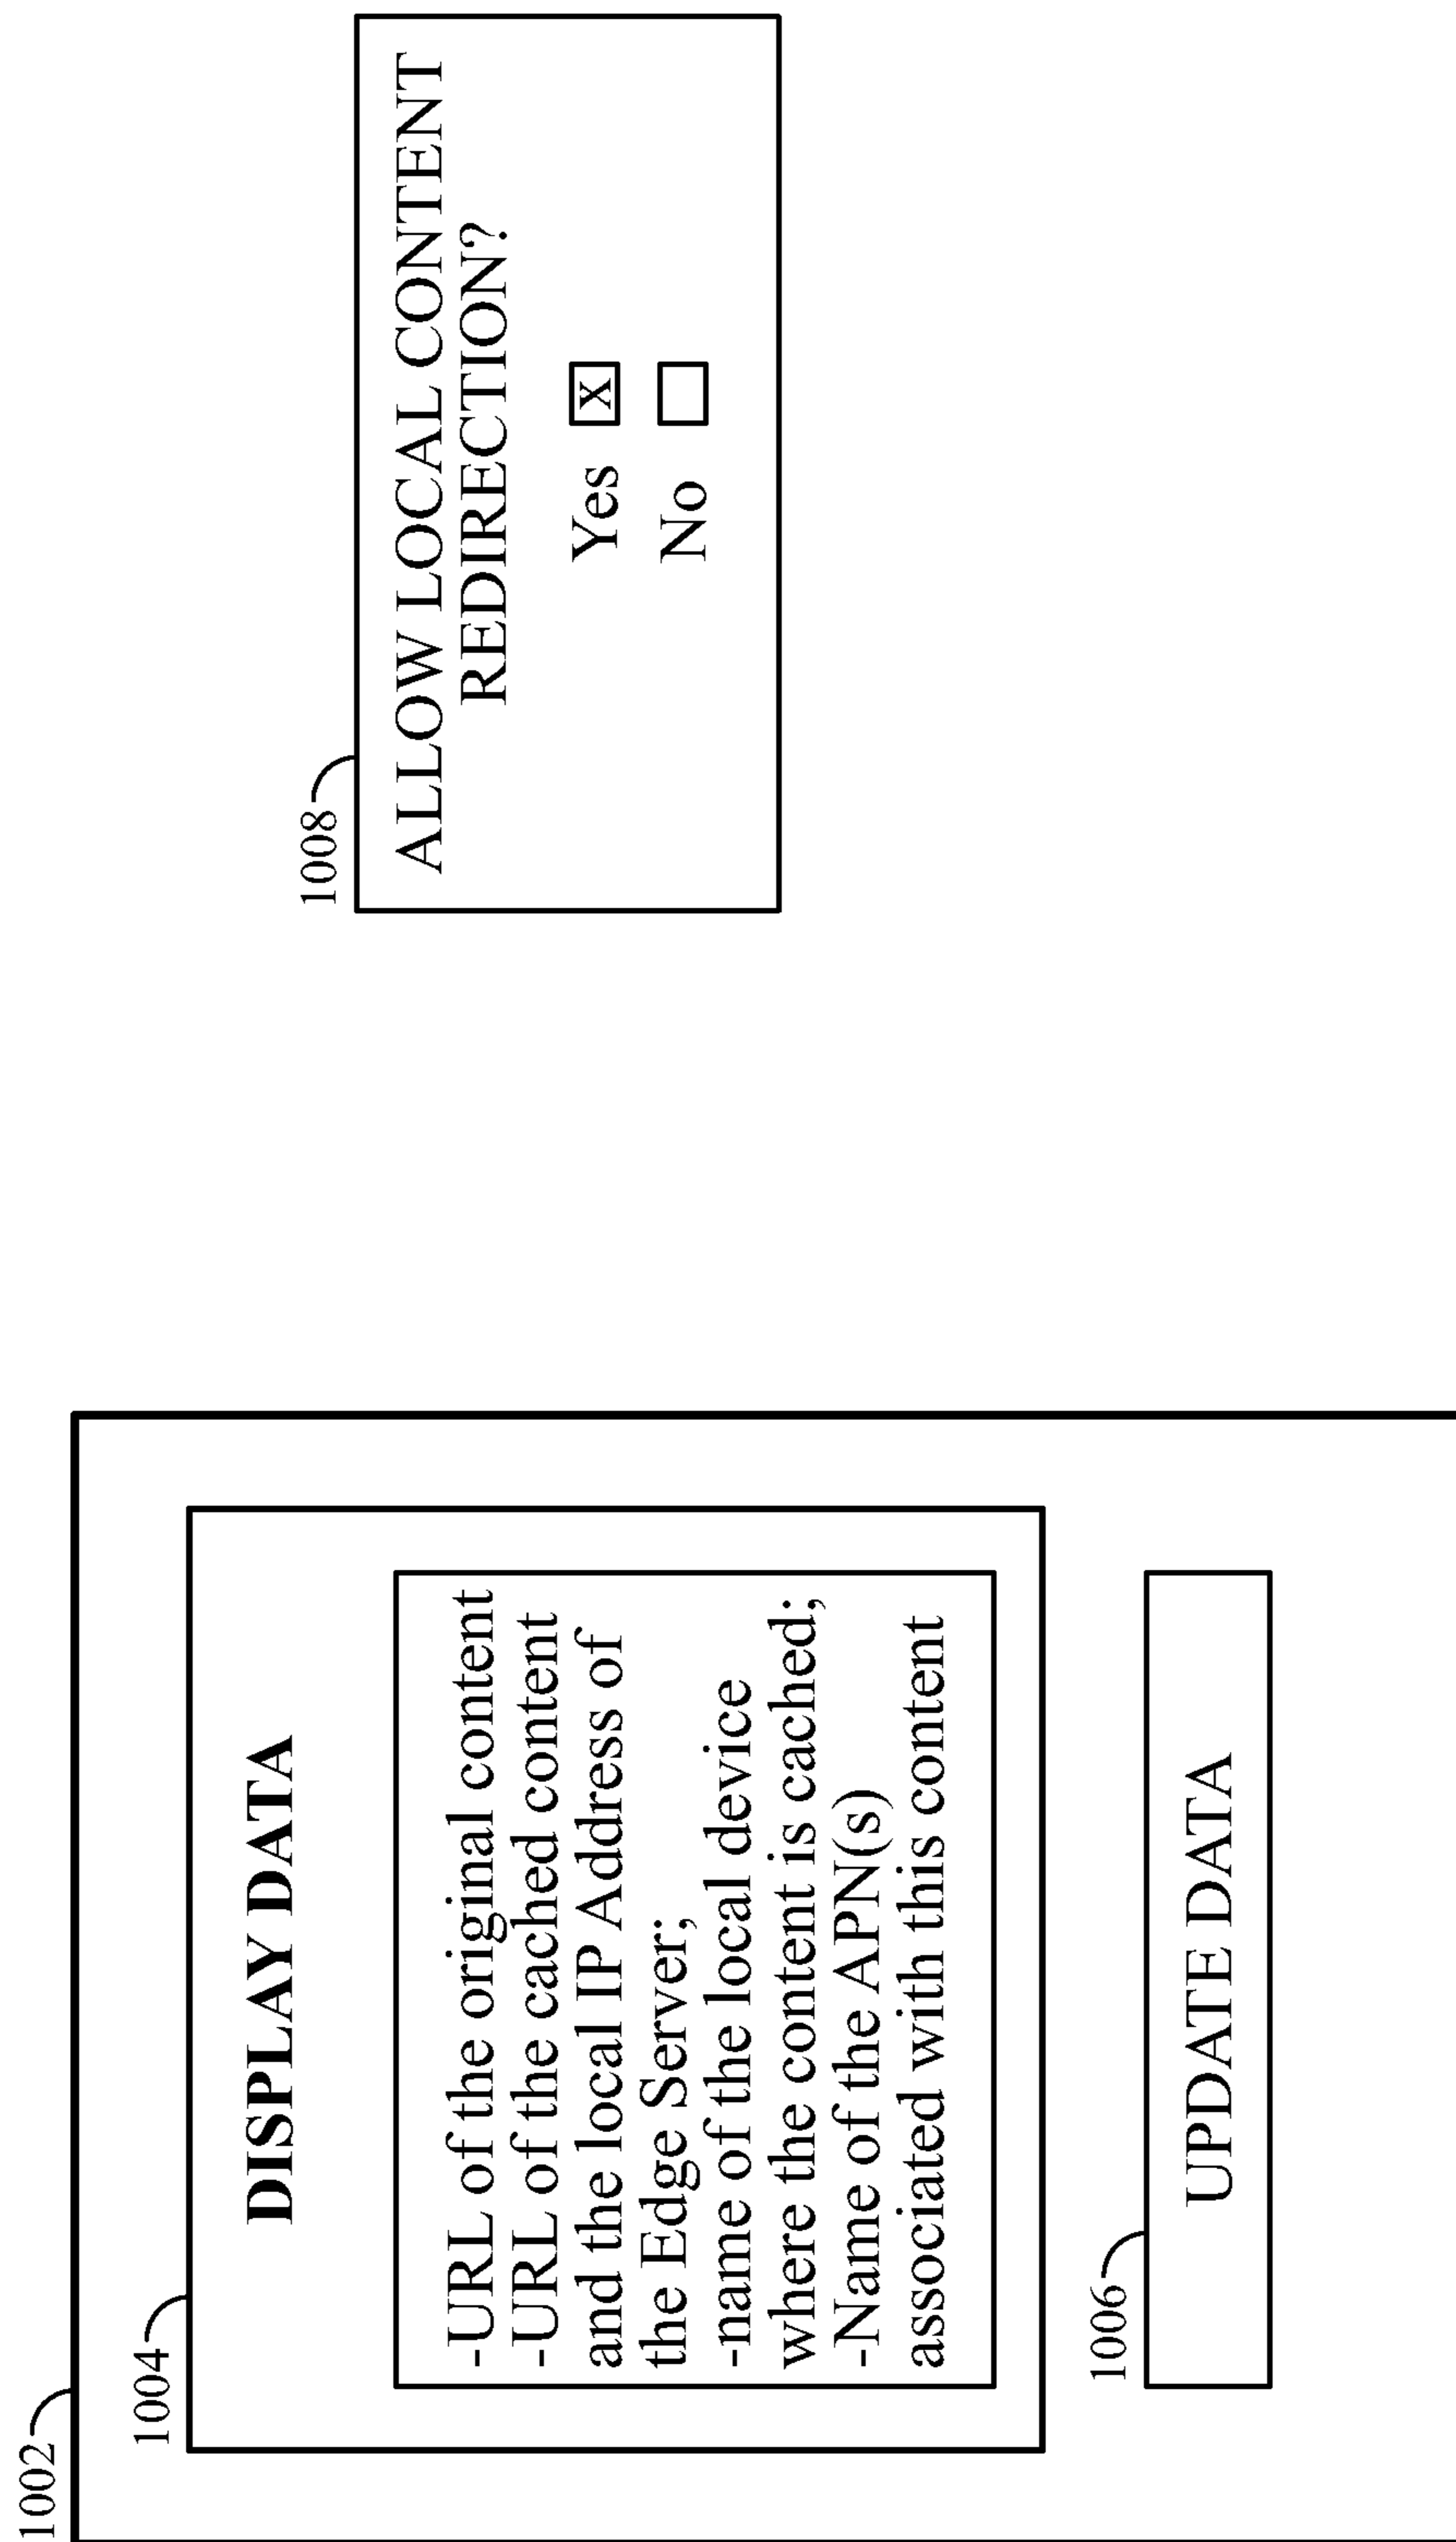 1002
1004
DISPLAY DATA
-URL of the original content
-URL of the cached content
and the local IP Address of
the Edge Server;
-name of the local device
where the content is cached;
-Name of the APN(s)
associated with this content
1006
UPDATE DATA
1008
ALLOW LOCAL CONTENT
REDIRECTION?
Yes x
No